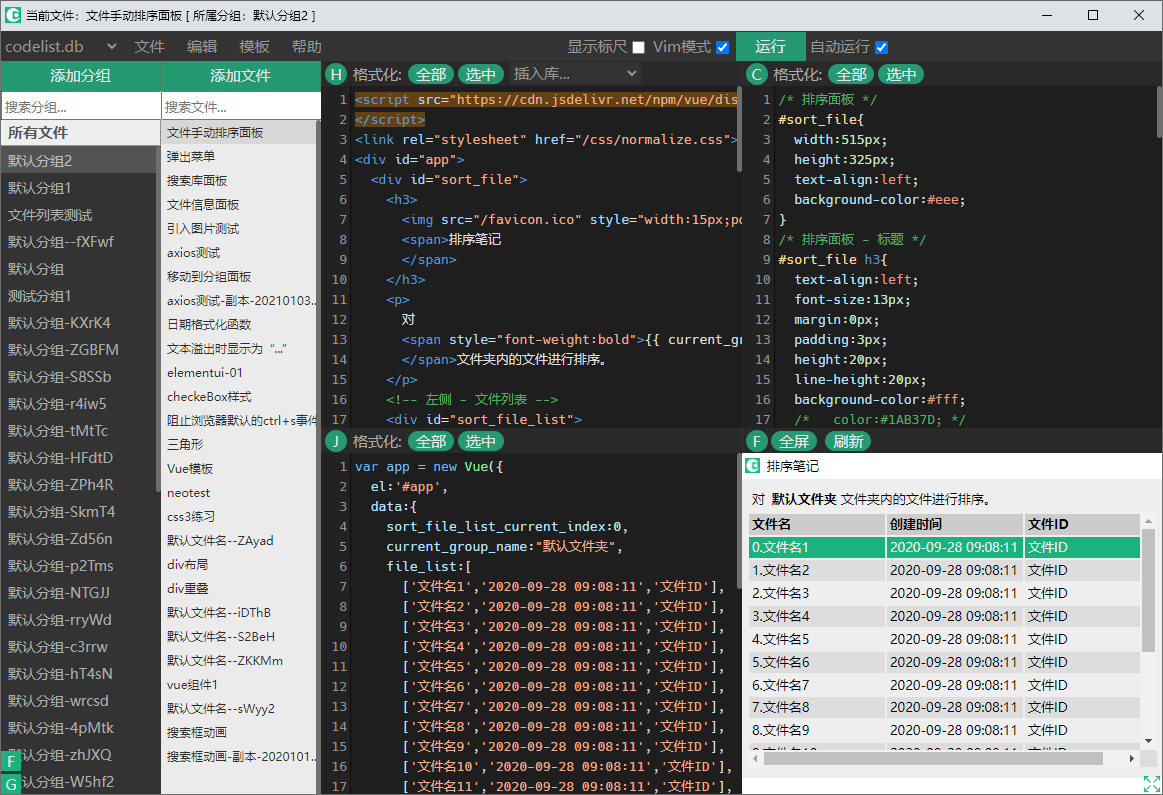 当前文件: 文件手动排序面板 [ 所属分组: 默认分组2 ]
codelist.db 文件 编辑 模板 帮助 显示标尺 Vim模式 运行 自动运行
添加分组 添加文件
搜索分组... 搜索文件...
所有文件
默认分组2
默认分组1
文件列表测试
默认分组--fXFwf
默认分组
测试分组1
默认分组-KXrK4
默认分组-ZGBFM
默认分组-S8SSb
默认分组-r4iw5
默认分组-tMtTc
默认分组-HFdtD
默认分组-ZPh4R
默认分组-SkmT4
默认分组-Zd56n
默认分组-p2Tms
默认分组-NTGJJ
默认分组-rryWd
默认分组-c3rrw
默认分组-hT4sN
默认分组-wrcsd
默认分组-4pMtk
认分组-zhJXQ
认分组-W5hf2
F
G
文件手动排序面板
弹出菜单
搜索库面板
文件信息面板
引入图片测试
axios测试
移动到分组面板
axios测试-副本-20210103...
日期格式化函数
文本溢出时显示为“...”
elementui-01
checkeBox样式
阻止浏览器默认的ctrl+s事件
三角形
Vue模板
neotest
css3练习
默认文件名--ZAyad
div布局
div重叠
默认文件名--iDThB
默认文件名--S2BeH
默认文件名--ZKKMm
vue组件1
默认文件名--sWyy2
搜索框动画
搜索框动画-副本-2020101...
H 格式化: 全部 选中 插入库...
1 <script src="https://cdn.jsdelivr.net/npm/vue/dis
2 </script>
3 <link rel="stylesheet" href="/css/normalize.css">
4 <div id="app">
5 <div id="sort_file">
6 <h3>
7 <img src="/favicon.ico" style="width:15px;po
8 <span>排序笔记
9 </span>
10 </h3>
11 <p>
12 对
13 <span style="font-weight:bold">{{ current_gr
14 </span>文件夹内的文件进行排序。
15 </p>
16 <!-- 左侧 - 文件列表 -->
17 <div id="sort_file_list">
C 格式化: 全部 选中
1 /* 排序面板 */
2 #sort_file{
3 width:515px;
4 height:325px;
5 text-align:left;
6 background-color:#eee;
7 }
8 /* 排序面板 - 标题 */
9 #sort_file h3{
10 text-align:left;
11 font-size:13px;
12 margin:0px;
13 padding:3px;
14 height:20px;
15 line-height:20px;
16 background-color:#fff;
17 /* color:#1AB37D; */
J 格式化: 全部 选中
1 var app = new Vue({
2 el:'#app',
3 data:{
4 sort_file_list_current_index:0,
5 current_group_name:"默认文件夹",
6 file_list:[
7 ['文件名1','2020-09-28 09:08:11','文件ID'],
8 ['文件名2','2020-09-28 09:08:11','文件ID'],
9 ['文件名3','2020-09-28 09:08:11','文件ID'],
10 ['文件名4','2020-09-28 09:08:11','文件ID'],
11 ['文件名5','2020-09-28 09:08:11','文件ID'],
12 ['文件名6','2020-09-28 09:08:11','文件ID'],
13 ['文件名7','2020-09-28 09:08:11','文件ID'],
14 ['文件名8','2020-09-28 09:08:11','文件ID'],
15 ['文件名9','2020-09-28 09:08:11','文件ID'],
16 ['文件名10','2020-09-28 09:08:11','文件ID'],
17 ['文件名11','2020-09-28 09:08:11','文件ID'],
F 全屏 刷新
排序笔记
对 默认文件夹 文件夹内的文件进行排序。
文件名 创建时间 文件ID
0.文件名1 2020-09-28 09:08:11 文件ID
1.文件名2 2020-09-28 09:08:11 文件ID
2.文件名3 2020-09-28 09:08:11 文件ID
3.文件名4 2020-09-28 09:08:11 文件ID
4.文件名5 2020-09-28 09:08:11 文件ID
5.文件名6 2020-09-28 09:08:11 文件ID
6.文件名7 2020-09-28 09:08:11 文件ID
7.文件名8 2020-09-28 09:08:11 文件ID
8.文件名9 2020-09-28 09:08:11 文件ID